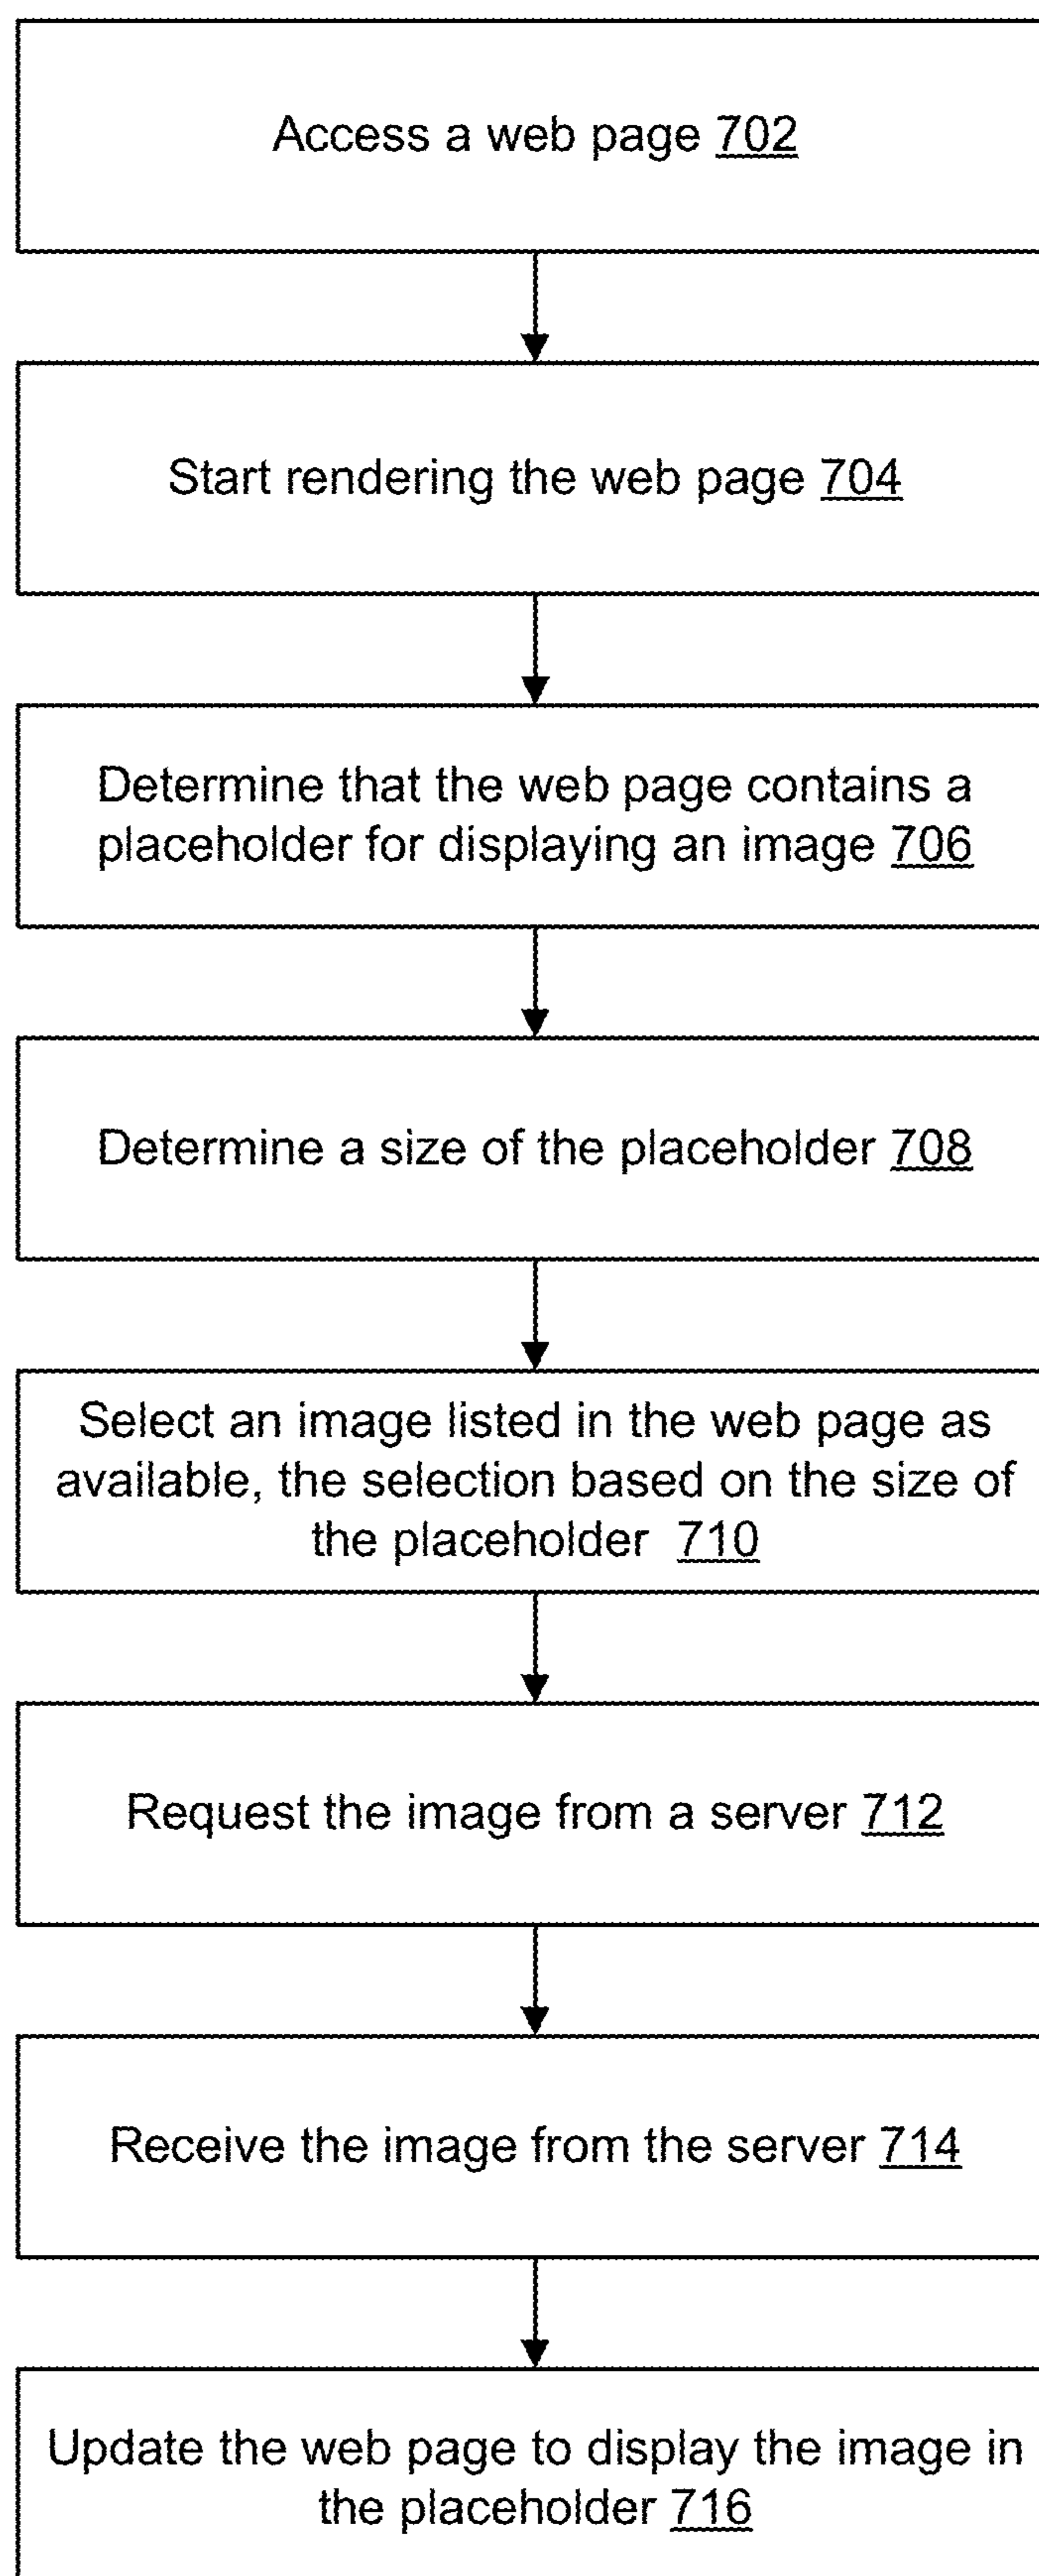 Access a web page 702
Start rendering the web page 704
Determine that the web page contains a
placeholder for displaying an image 706
Determine a size of the placeholder 708
Select an image listed in the web page as
available, the selection based on the size of
the placeholder 710
Request the image from a server 712
Receive the image from the server 714
Update the web page to display the image in
the placeholder 716